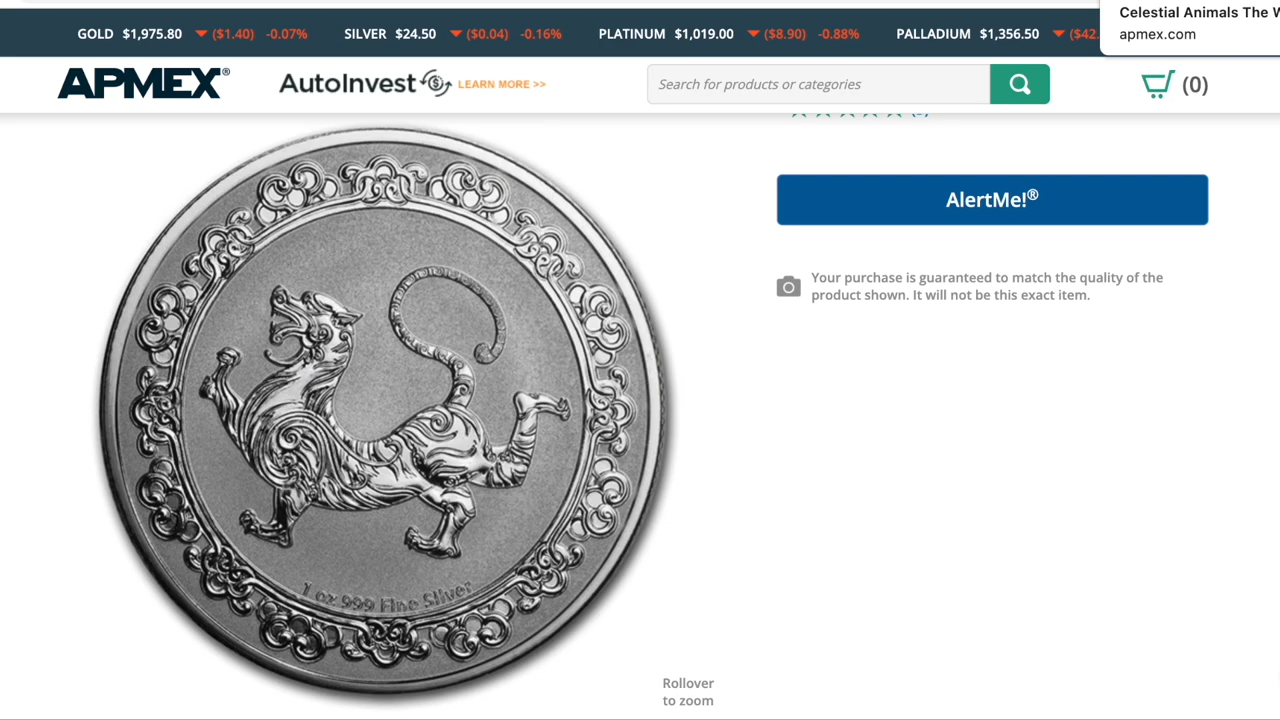 Celestial Animals The W
apmex.com
GOLD $1,975.80 ($1.40) -0.07% SILVER $24.50 ($0.04) -0.16% PLATINUM $1,019.00 ($8.90) -0.88% PALLADIUM $1,356.50 ($42.
APMEX® AutoInvest $ LEARN MORE >> Search for products or categories (0)
AlertMe!®
Your purchase is guaranteed to match the quality of the
product shown. It will not be this exact item.
1 oz 999 Fine Silver
Rollover
to zoom